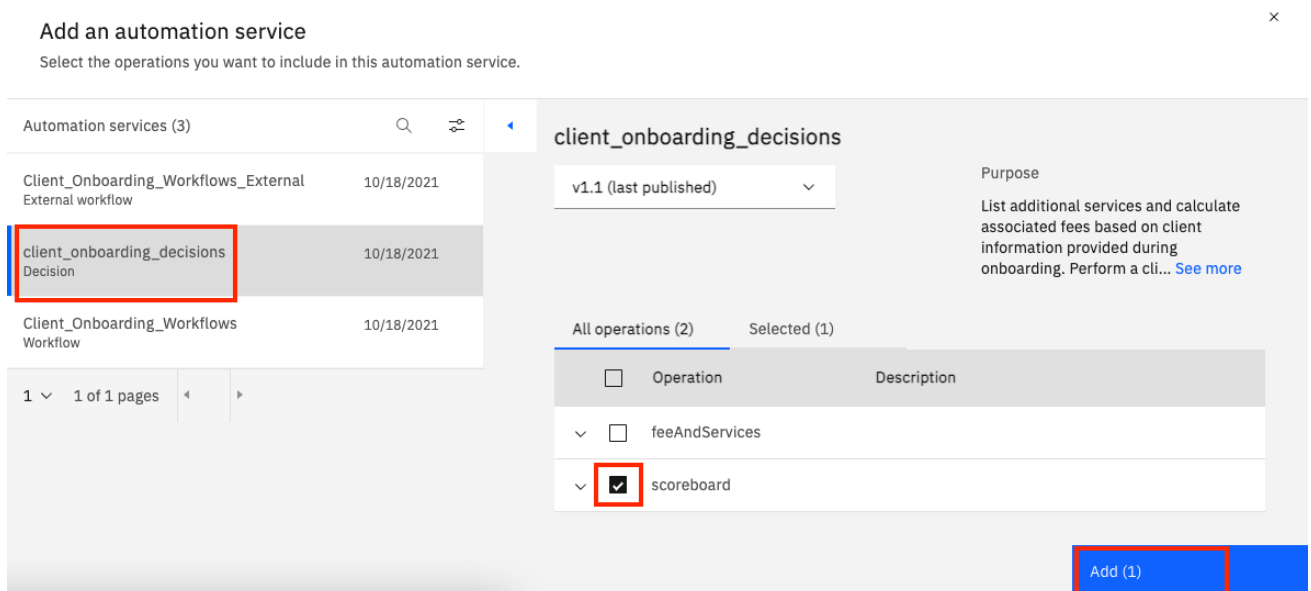 Add an automation service
Select the operations you want to include in this automation service.
Automation services (3)
Client_Onboarding_Workflows_External 10/18/2021
External workflow
client_onboarding_decisions 10/18/2021
Decision
Client_Onboarding_Workflows 10/18/2021
Workflow
1 1 of 1 pages
client_onboarding_decisions
v1.1 (last published)
Purpose
List additional services and calculate
associated fees based on client
information provided during
onboarding. Perform a cli... See more
All operations (2) Selected (1)
Operation Description
feeAndServices
scoreboard
Add (1)